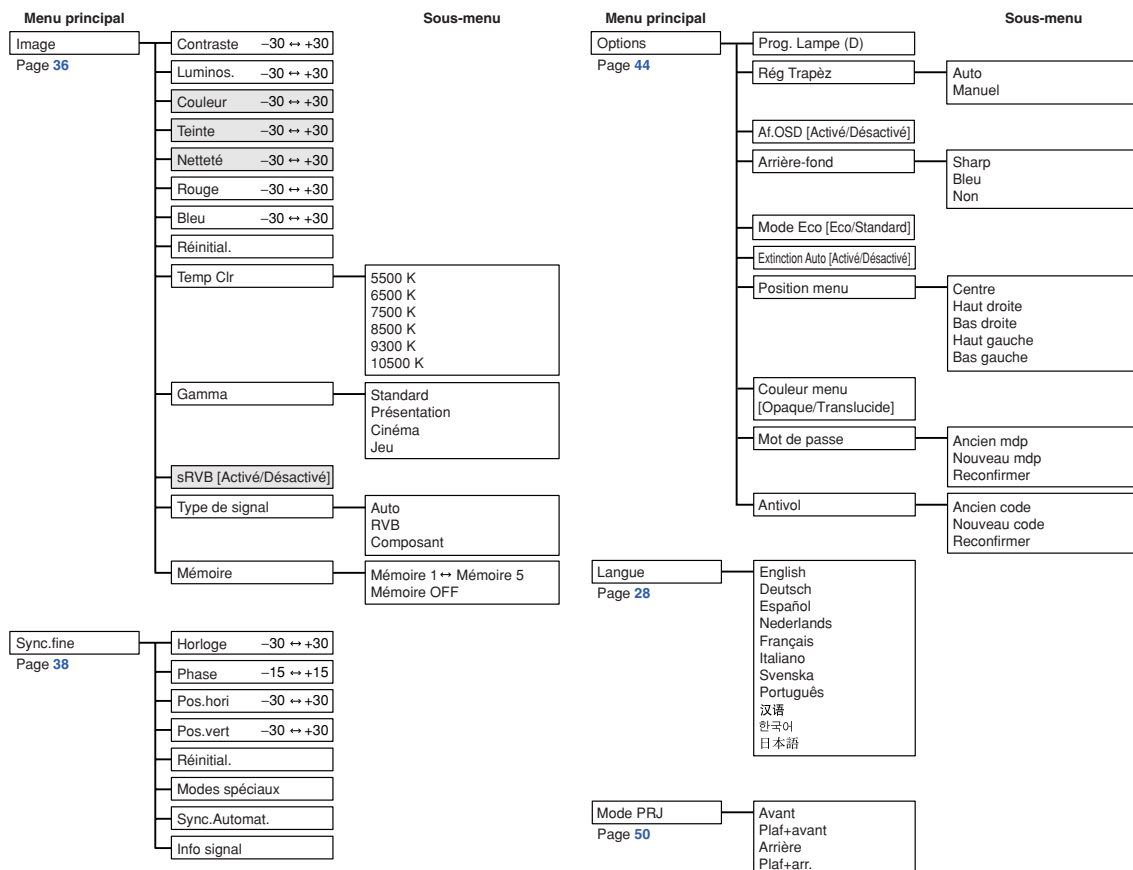 Menu principal
Sous-menu
Image
Page 36
Contraste −30 ↔ +30
Luminos. −30 ↔ +30
Couleur −30 ↔ +30
Teinte −30 ↔ +30
Netteté −30 ↔ +30
Rouge −30 ↔ +30
Bleu −30 ↔ +30
Réinitial.
Temp Clr
5500 K
6500 K
7500 K
8500 K
9300 K
10500 K
Gamma
Standard
Présentation
Cinéma
Jeu
sRVB [Activé/Désactivé]
Type de signal
Auto
RVB
Composant
Mémoire
Mémoire 1 ↔ Mémoire 5
Mémoire OFF
Sync.fine
Page 38
Horloge −30 ↔ +30
Phase −15 ↔ +15
Pos.hori −30 ↔ +30
Pos.vert −30 ↔ +30
Réinitial.
Modes spéciaux
Sync.Automat.
Info signal
Menu principal
Sous-menu
Options
Page 44
Prog. Lampe (D)
Rég Trapèz
Auto
Manuel
Af.OSD [Activé/Désactivé]
Arrière-fond
Sharp
Bleu
Non
Mode Eco [Eco/Standard]
Extinction Auto [Activé/Désactivé]
Position menu
Centre
Haut droite
Bas droite
Haut gauche
Bas gauche
Couleur menu
[Opaque/Translucide]
Mot de passe
Ancien mdp
Nouveau mdp
Reconfirmer
Antivol
Ancien code
Nouveau code
Reconfirmer
Langue
Page 28
English
Deutsch
Español
Nederlands
Français
Italiano
Svenska
Português
汉语
한국어
日本語
Mode PRJ
Page 50
Avant
Plaf+avant
Arrière
Plaf+arr.